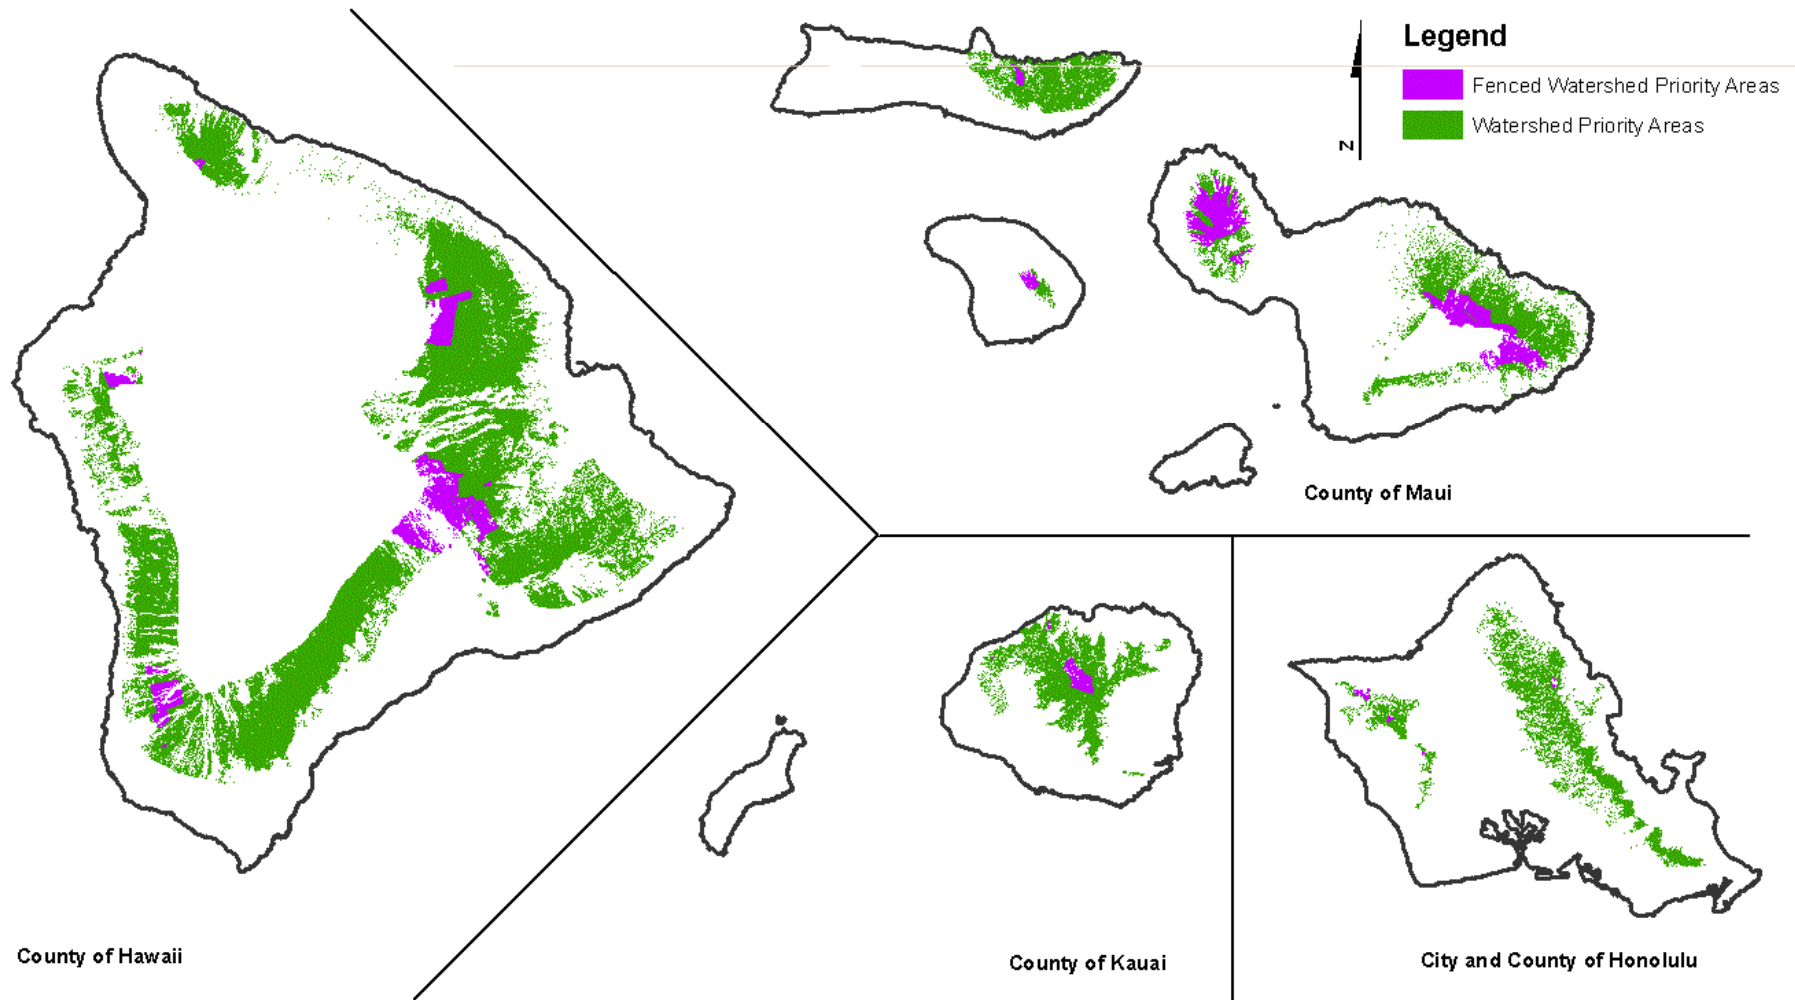 Legend
Fenced Watershed Priority Areas
Watershed Priority Areas
N
County of Maui
County of Hawaii
County of Kauai
City and County of Honolulu